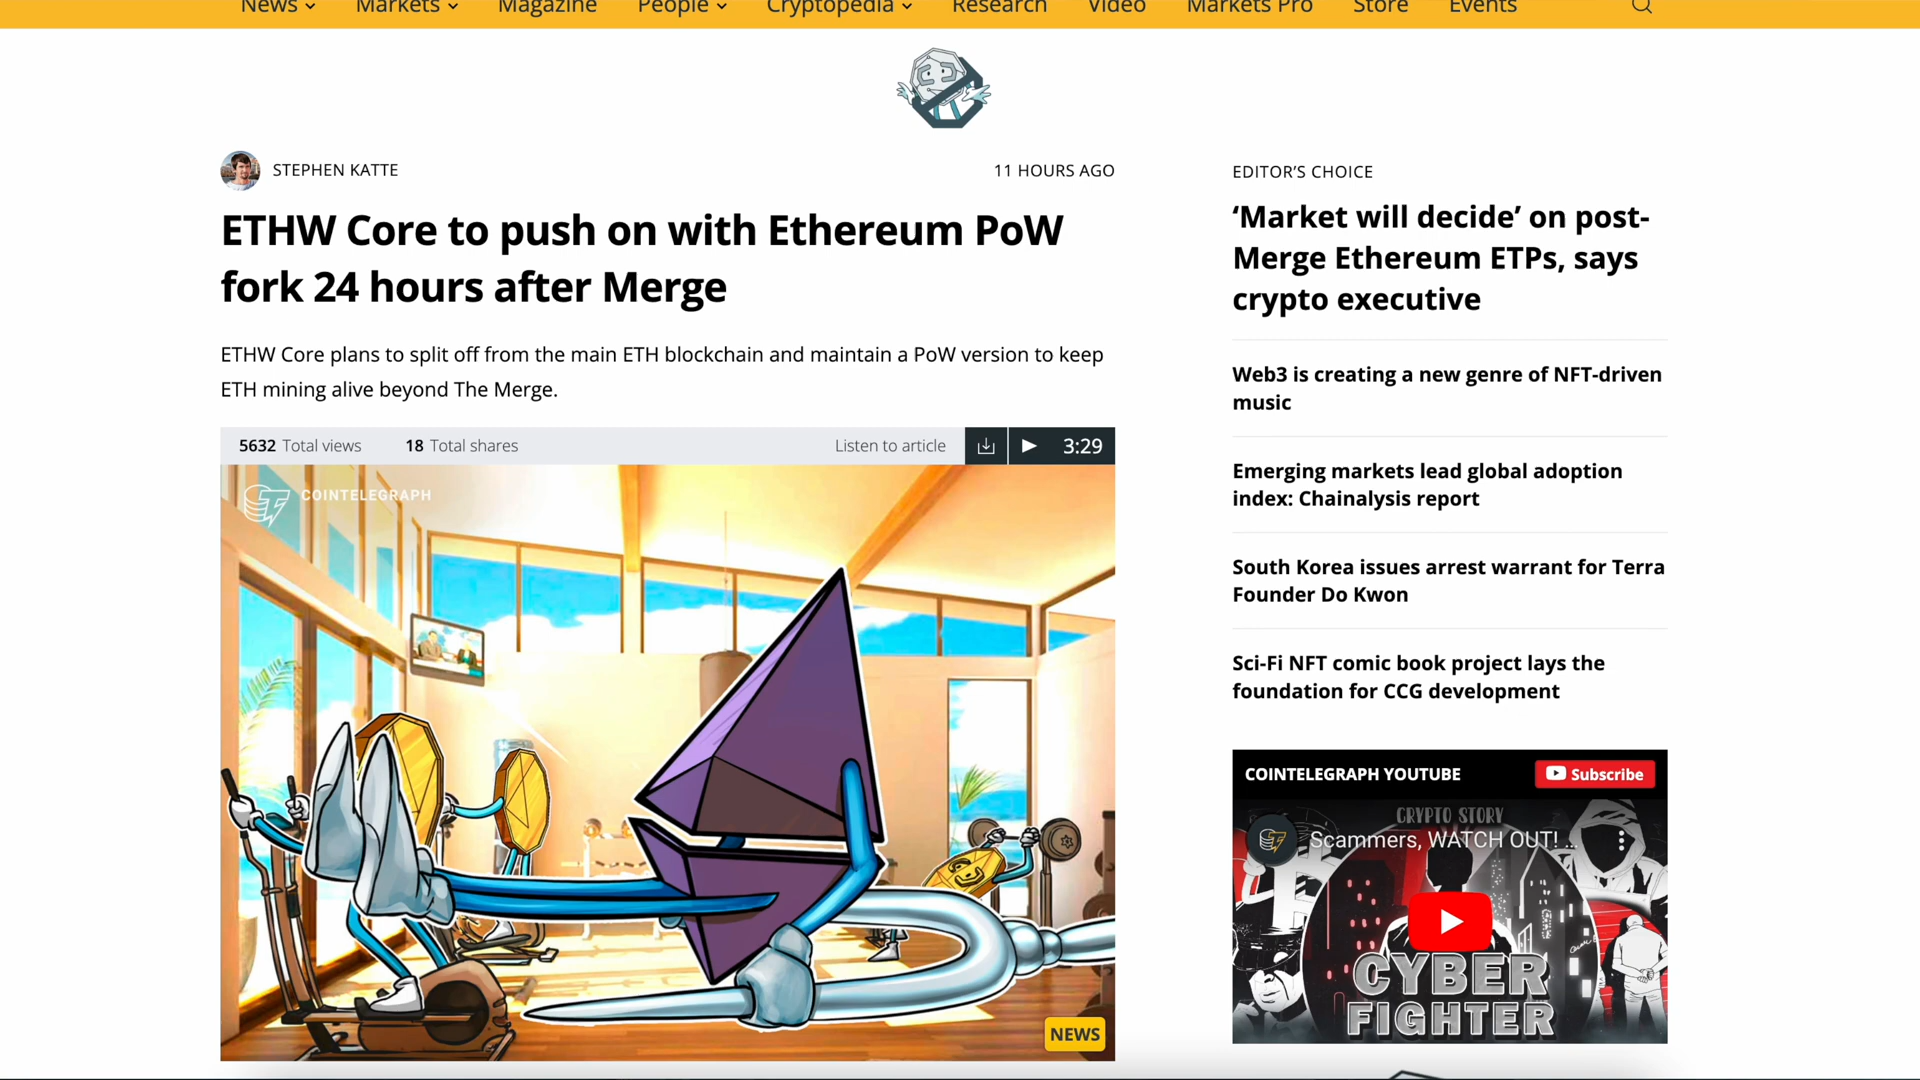 News Markets Magazine People Cryptopedia Research Video Markets Pro Store Events
STEPHEN KATTE
11 HOURS AGO
ETHW Core to push on with Ethereum PoW
fork 24 hours after Merge
ETHW Core plans to split off from the main ETH blockchain and maintain a PoW version to keep
ETH mining alive beyond The Merge.
5632 Total views 18 Total shares Listen to article 3:29
COINTELEGRAPH
NEWS
EDITOR'S CHOICE
‘Market will decide’ on post-
Merge Ethereum ETPs, says
crypto executive
Web3 is creating a new genre of NFT-driven
music
Emerging markets lead global adoption
index: Chainalysis report
South Korea issues arrest warrant for Terra
Founder Do Kwon
Sci-Fi NFT comic book project lays the
foundation for CCG development
COINTELEGRAPH YOUTUBE Subscribe
CRYPTO STORY
Scammers, WATCH OUT! ...
CYBER
FIGHTER